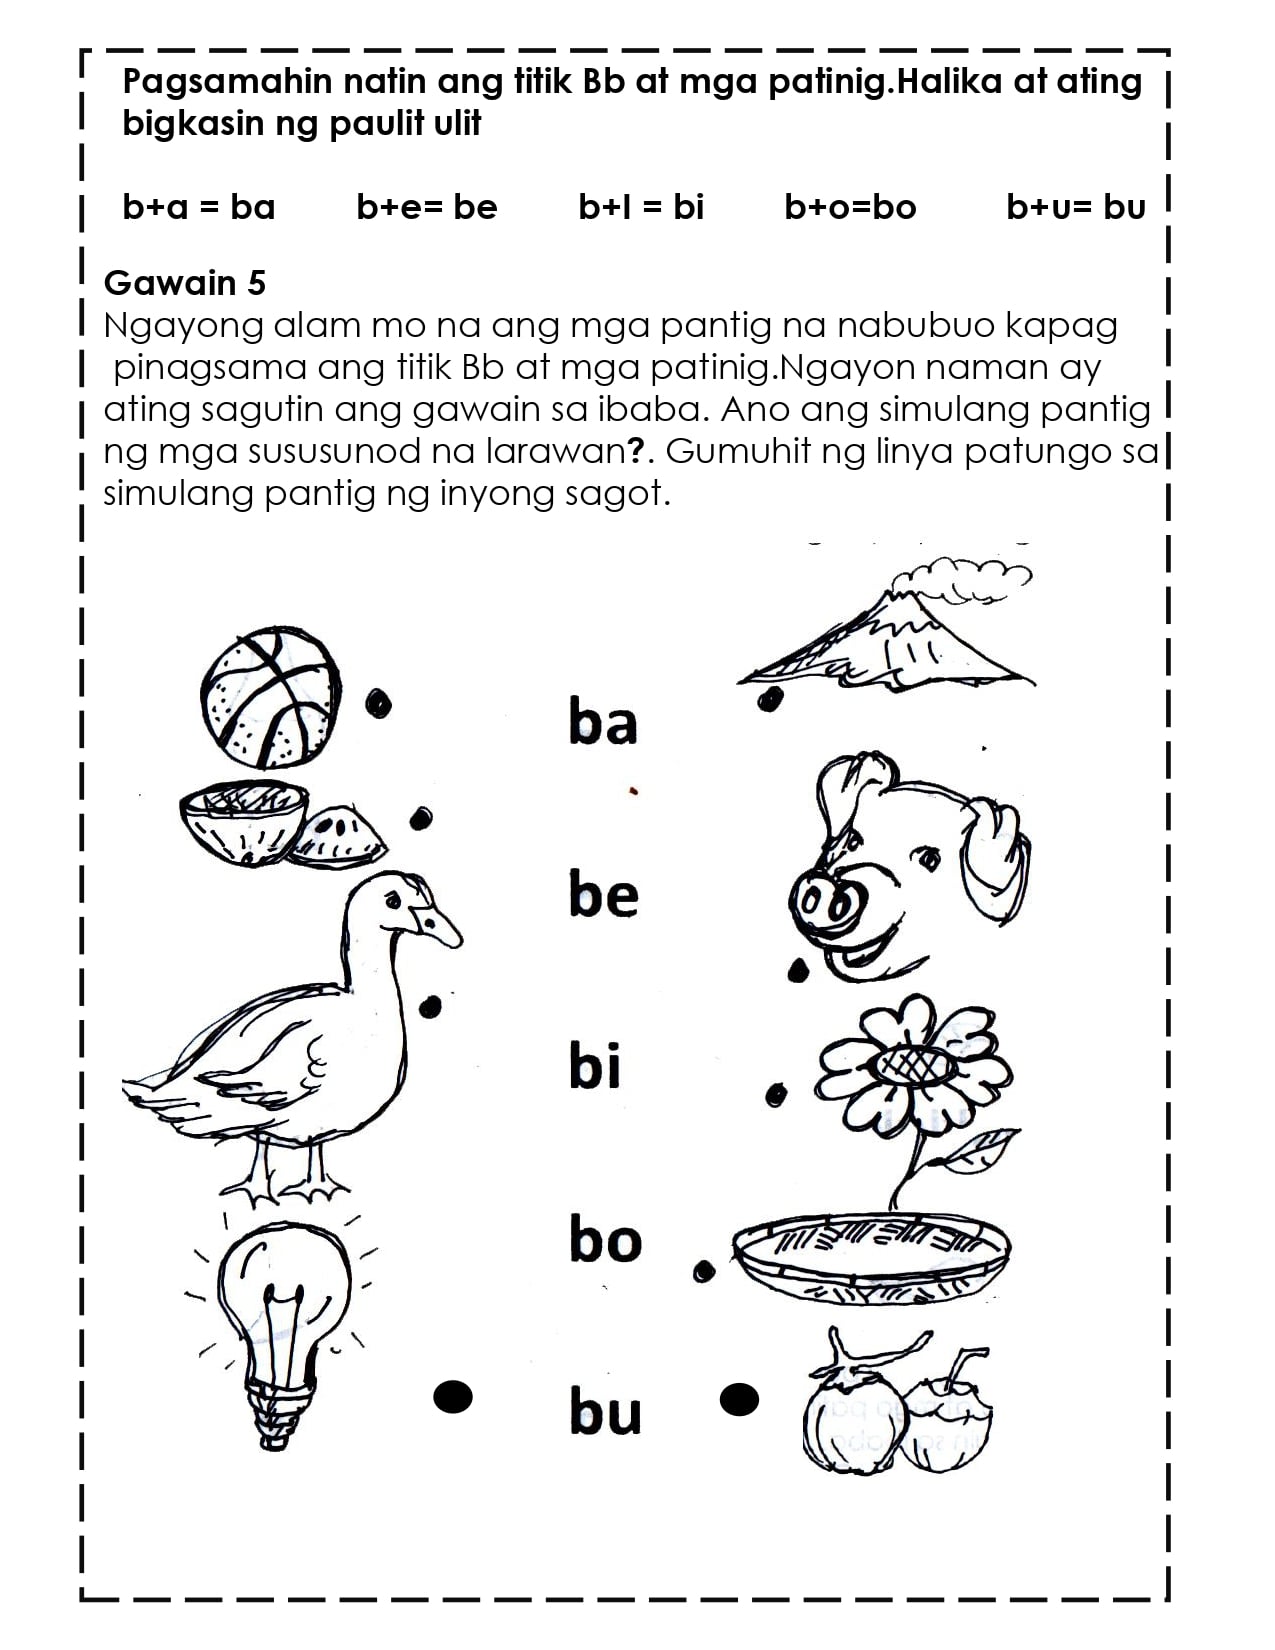 Pagsamahin natin ang titik Bb at mga patinig.Halika at ating
bigkasin ng paulit ulit
b+a = ba b+e= be b+I = bi b+o=bo b+u= bu
Gawain 5
Ngayong alam mo na ang mga pantig na nabubuo kapag
pinagsama ang titik Bb at mga patinig.Ngayon naman ay
ating sagutin ang gawain sa ibaba. Ano ang simulang pantig
ng mga sususunod na larawan?. Gumuhit ng linya patungo sa
simulang pantig ng inyong sagot.
ba
be
bi
bo
bu